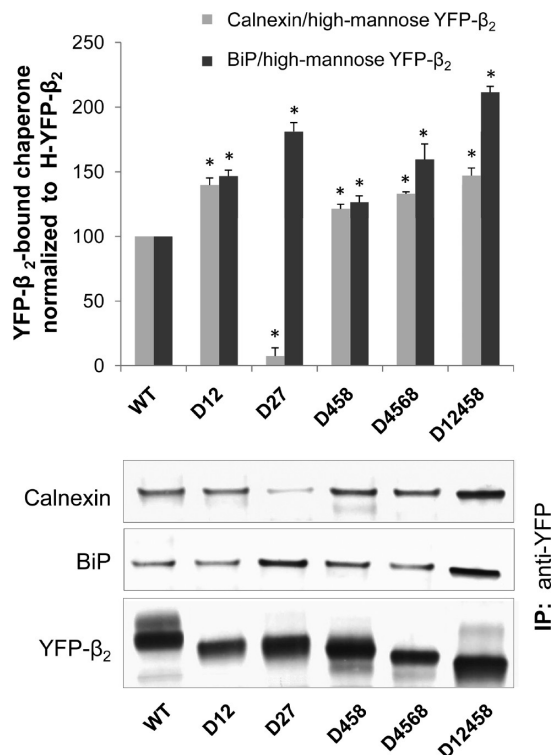 Calnexin/high-mannose YFP-β₂
BiP/high-mannose YFP-β₂
YFP-β₂-bound chaperone
normalized to H-YFP-β₂
250
200
150
100
50
0
* * * * * * * * * *
WT D12 D27 D458 D4568 D12458
Calnexin
BiP
YFP-β₂
IP: anti-YFP
WT D12 D27 D458 D4568 D12458